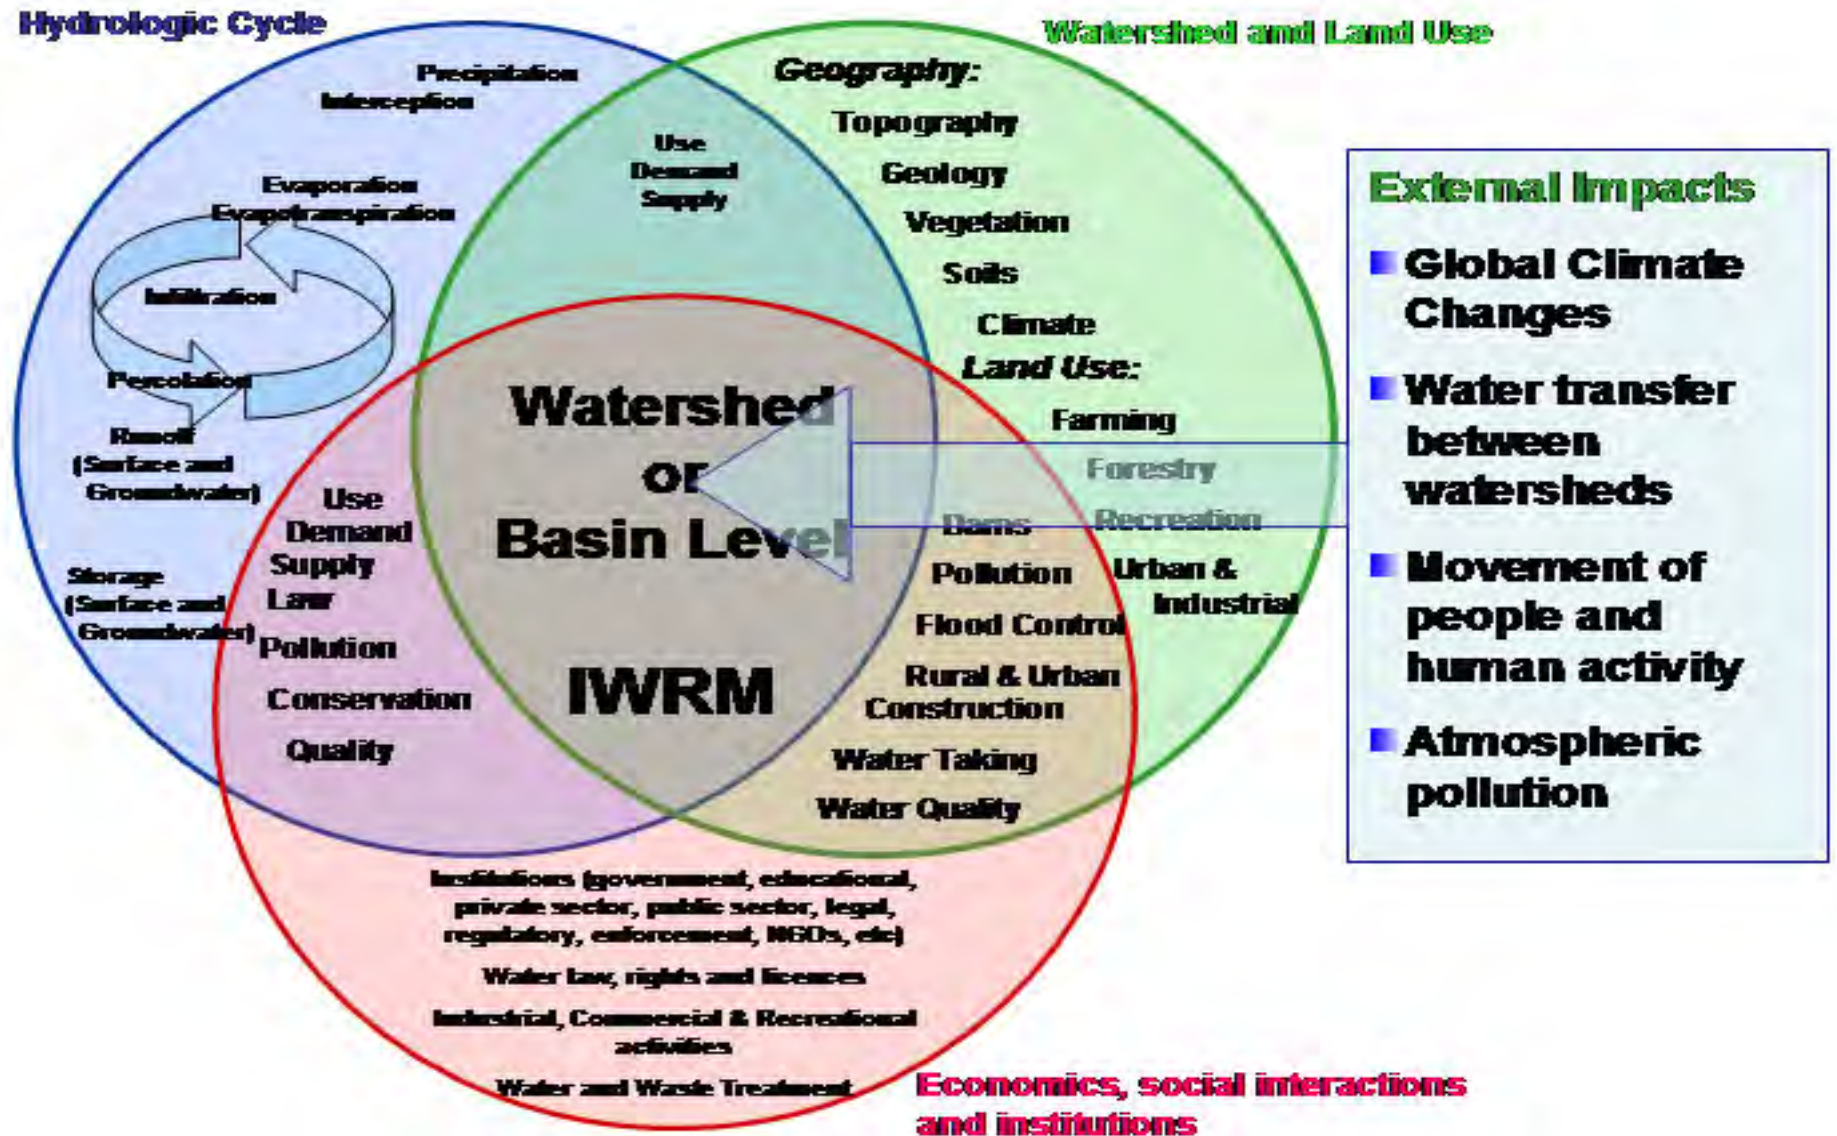 Hydrologic Cycle
Watershed and Land Use
Precipitation
Interception
Evaporation
Evapotranspiration
Infiltration
Percolation
Runoff
(Surface and
Groundwater)
Storage
(Surface and
Groundwater)
Use
Demand
Supply
Geography:
Topography
Geology
Vegetation
Soils
Climate
Land Use:
Farming
Forestry
Recreation
Urban &
Industrial
Use
Demand
Supply
Law
Pollution
Conservation
Quality
Watershed
or
Basin Level
IWRM
Dams
Pollution
Flood Control
Rural & Urban
Construction
Water Taking
Water Quality
Institutions (government, educational,
private sector, public sector, legal,
regulatory, enforcement, NGOs, etc)
Water law, rights and licences
Industrial, Commercial & Recreational
activities
Water and Waste Treatment
Economics, social interactions
and institutions
External Impacts
Global Climate
Changes
Water transfer
between
watersheds
Movement of
people and
human activity
Atmospheric
pollution